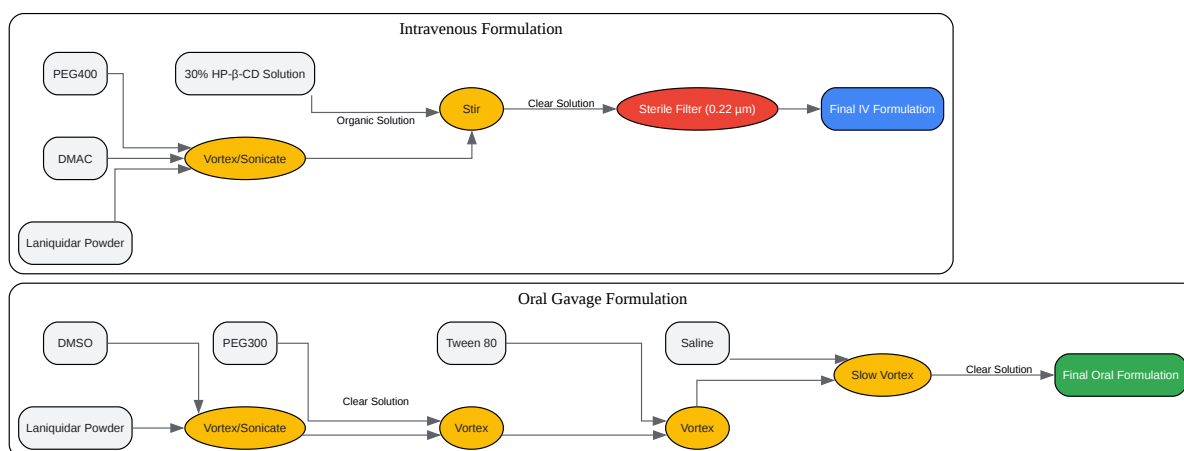 Intravenous Formulation
PEG400
30% HP-β-CD Solution
Stir
Clear Solution
Sterile Filter (0.22 µm)
Final IV Formulation
Organic Solution
DMAC
Vortex/Sonicate
Laniquidar Powder
Oral Gavage Formulation
DMSO
PEG300
Tween 80
Saline
Slow Vortex
Clear Solution
Final Oral Formulation
Clear Solution
Laniquidar Powder
Vortex/Sonicate
Vortex
Vortex